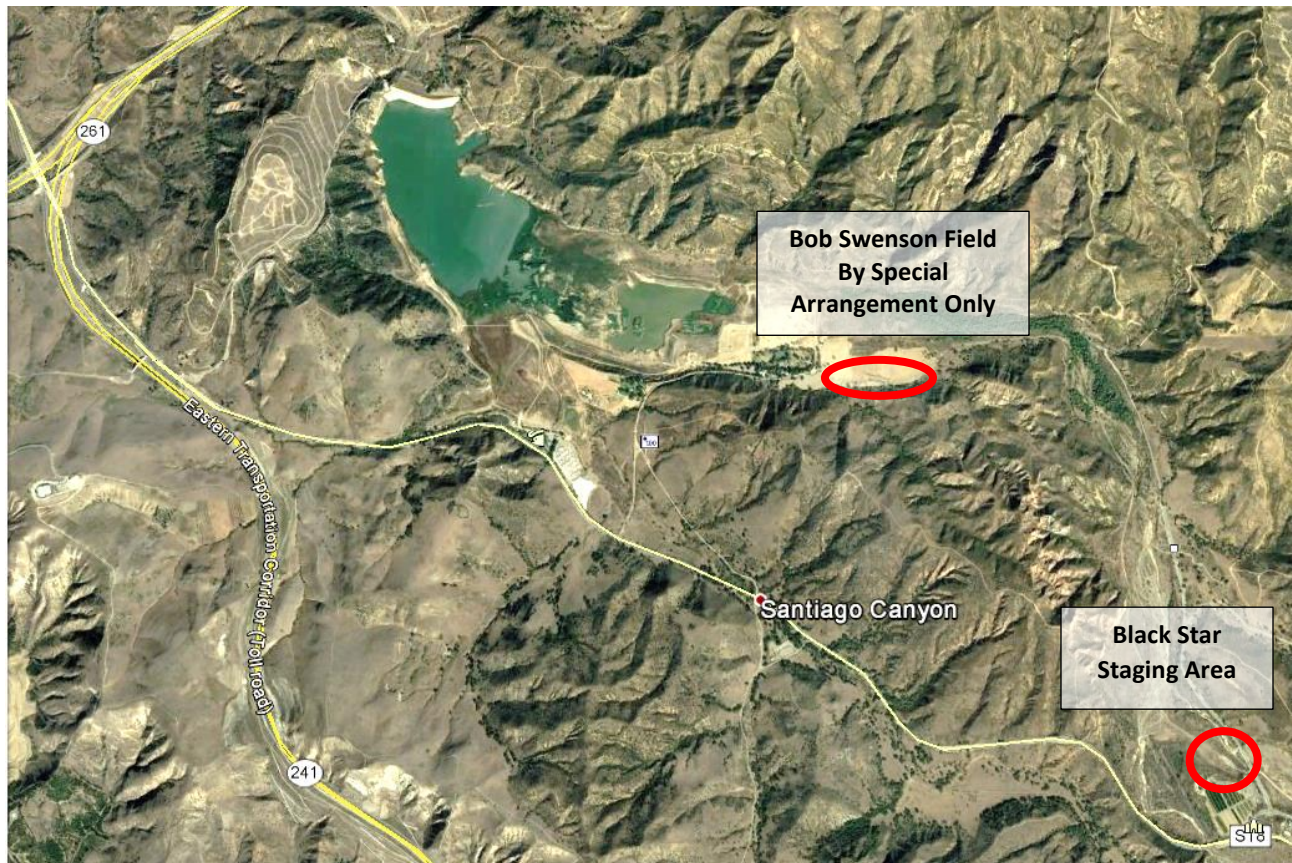 261
Bob Swenson Field
By Special
Arrangement Only
Eastern Transportation Corridor (Toll road)
Santiago Canyon
Black Star
Staging Area
241